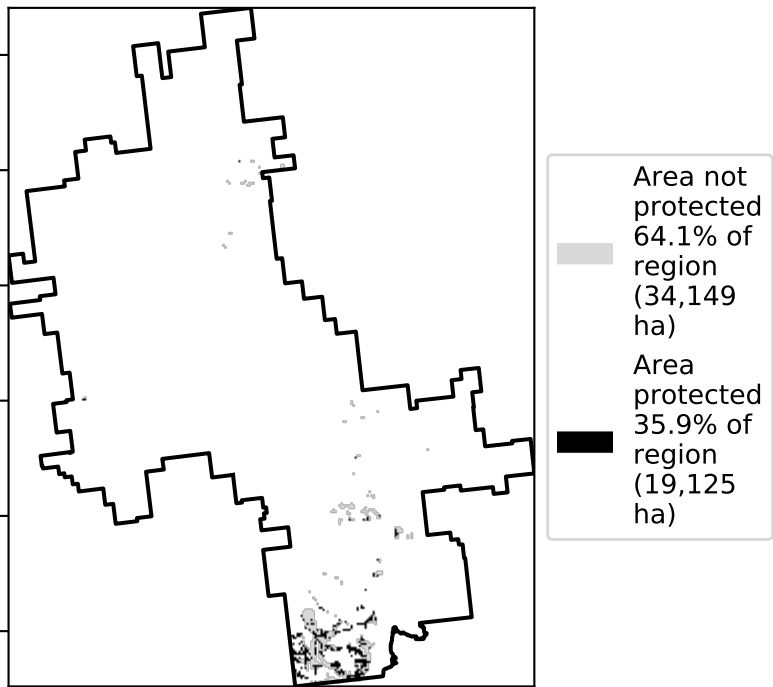 Area not
protected
64.1% of
region
(34,149
ha)
Area
protected
35.9% of
region
(19,125
ha)